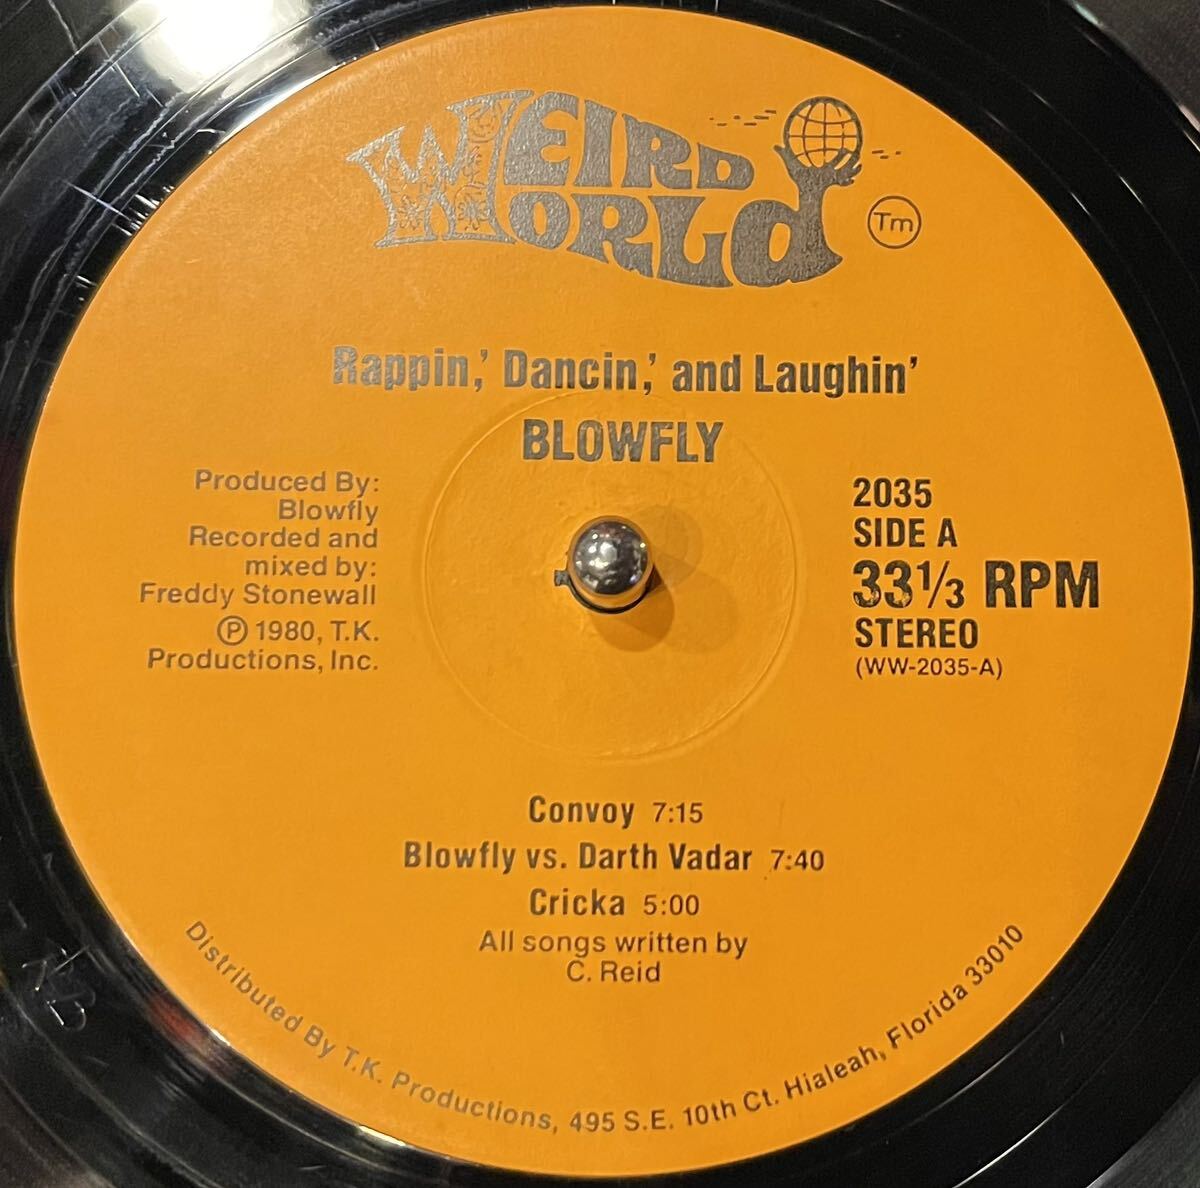 WEIRD
WORLD
Tm
Rappin,' Dancin,' and Laughin'
BLOWFLY
Produced By:
Blowfly
Recorded and
mixed by:
Freddy Stonewall
℗ 1980, T.K.
Productions, Inc.
2035
SIDE A
33⅓ RPM
STEREO
(WW-2035-A)
Convoy 7:15
Blowfly vs. Darth Vadar 7:40
Cricka 5:00
All songs written by
C. Reid
Distributed By T.K. Productions, 495 S.E. 10th Ct. Hialeah, Florida 33010